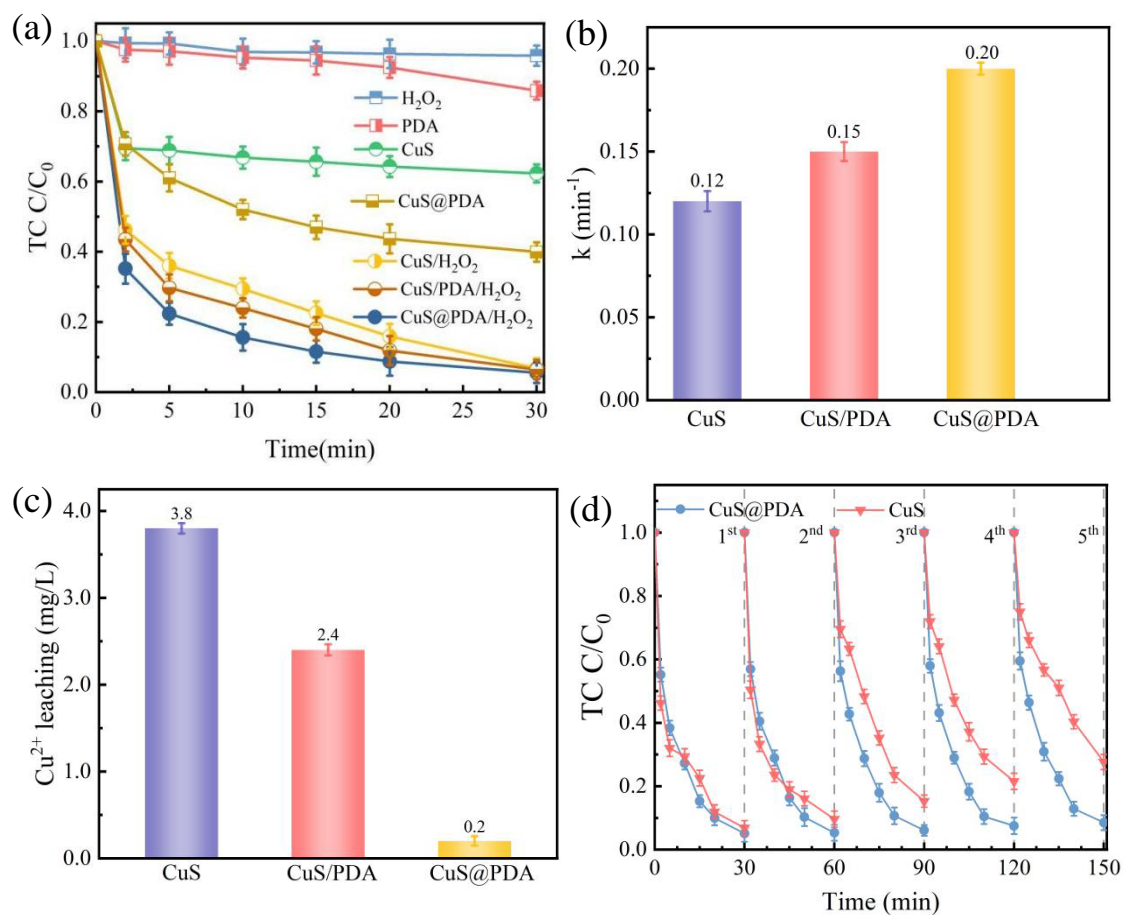 (a)
1.0
0.8
0.6
0.4
0.2
0.0
TC C/C₀
0
5
10
15
20
25
30
Time(min)
H₂O₂
PDA
CuS
CuS@PDA
CuS/H₂O₂
CuS/PDA/H₂O₂
CuS@PDA/H₂O₂
(b)
0.20
0.15
0.10
0.05
0.00
k (min⁻¹)
0.12
0.15
0.20
CuS
CuS/PDA
CuS@PDA
(c)
4.0
3.0
2.0
1.0
0.0
Cu²⁺ leaching (mg/L)
3.8
2.4
0.2
CuS
CuS/PDA
CuS@PDA
(d)
CuS@PDA
CuS
1ˢᵗ
2ⁿᵈ
3ʳᵈ
4ᵗʰ
5ᵗʰ
1.0
0.8
0.6
0.4
0.2
0.0
TC C/C₀
0
30
60
90
120
150
Time (min)